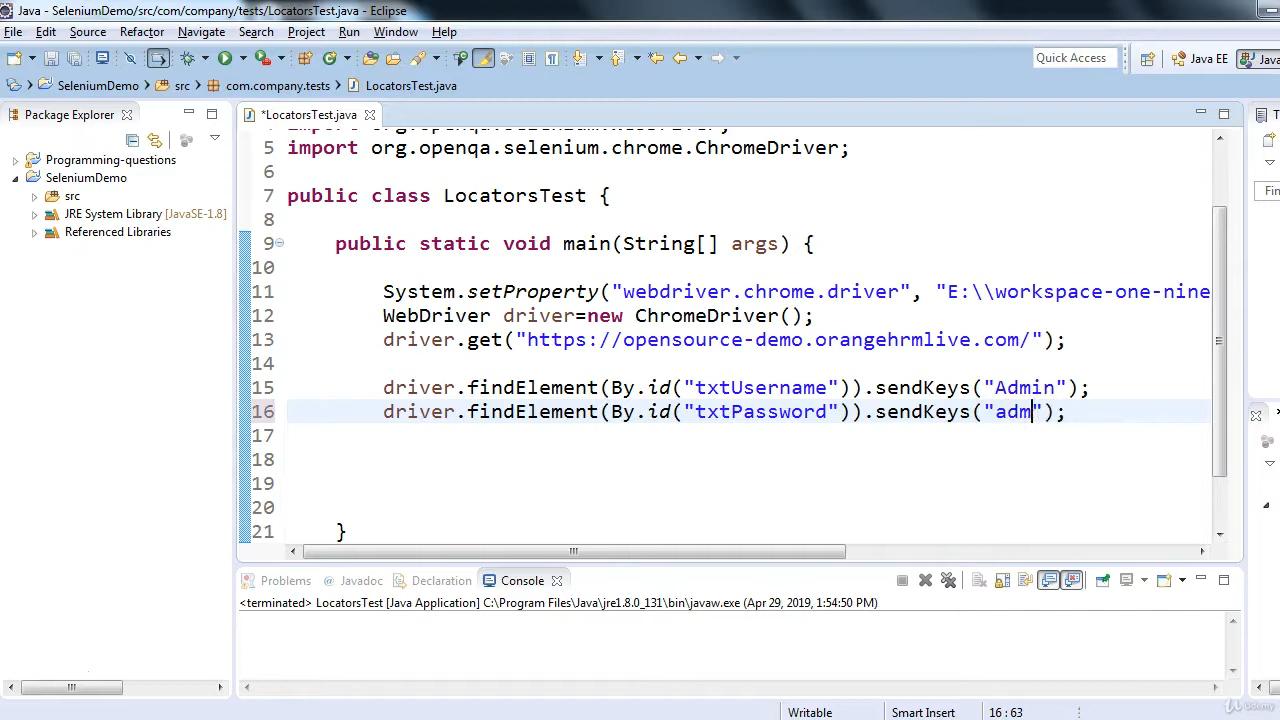 Java - SeleniumDemo/src/com/company/tests/LocatorsTest.java - Eclipse
File Edit Source Refactor Navigate Search Project Run Window Help
Quick Access Java EE Java
SeleniumDemo src com.company.tests LocatorsTest.java
Package Explorer
*LocatorsTest.java
Programming-questions
SeleniumDemo
src
JRE System Library [JavaSE-1.8]
Referenced Libraries
5 import org.openqa.selenium.chrome.ChromeDriver;
6
7 public class LocatorsTest {
8
9 public static void main(String[] args) {
10
11 System.setProperty("webdriver.chrome.driver", "E:\\workspace-one-nine
12 WebDriver driver=new ChromeDriver();
13 driver.get("https://opensource-demo.orangehrmlive.com/");
14
15 driver.findElement(By.id("txtUsername")).sendKeys("Admin");
16 driver.findElement(By.id("txtPassword")).sendKeys("adm");
17
18
19
20
21 }
Problems @ Javadoc Declaration Console
<terminated> LocatorsTest [Java Application] C:\Program Files\Java\jre1.8.0_131\bin\javaw.exe (Apr 29, 2019, 1:54:50 PM)
Writable Smart Insert 16 : 63
Udemy